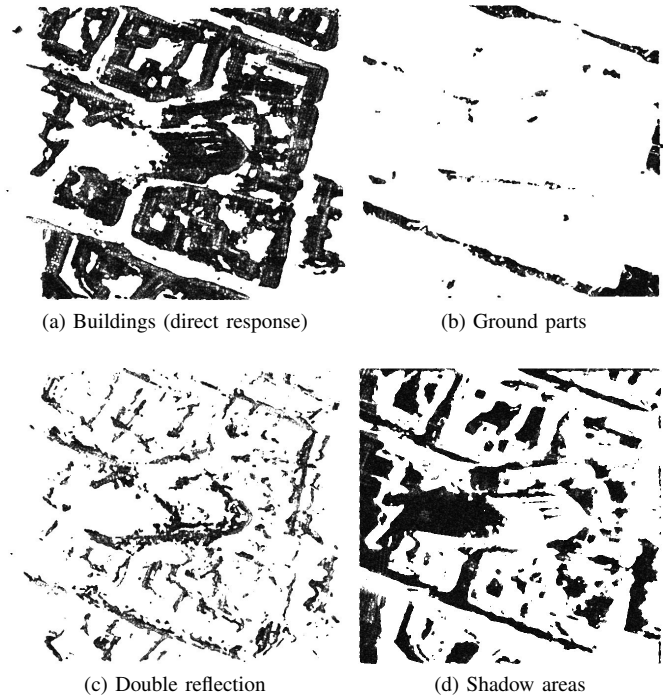 (a) Buildings (direct response)
(b) Ground parts
(c) Double reflection
(d) Shadow areas